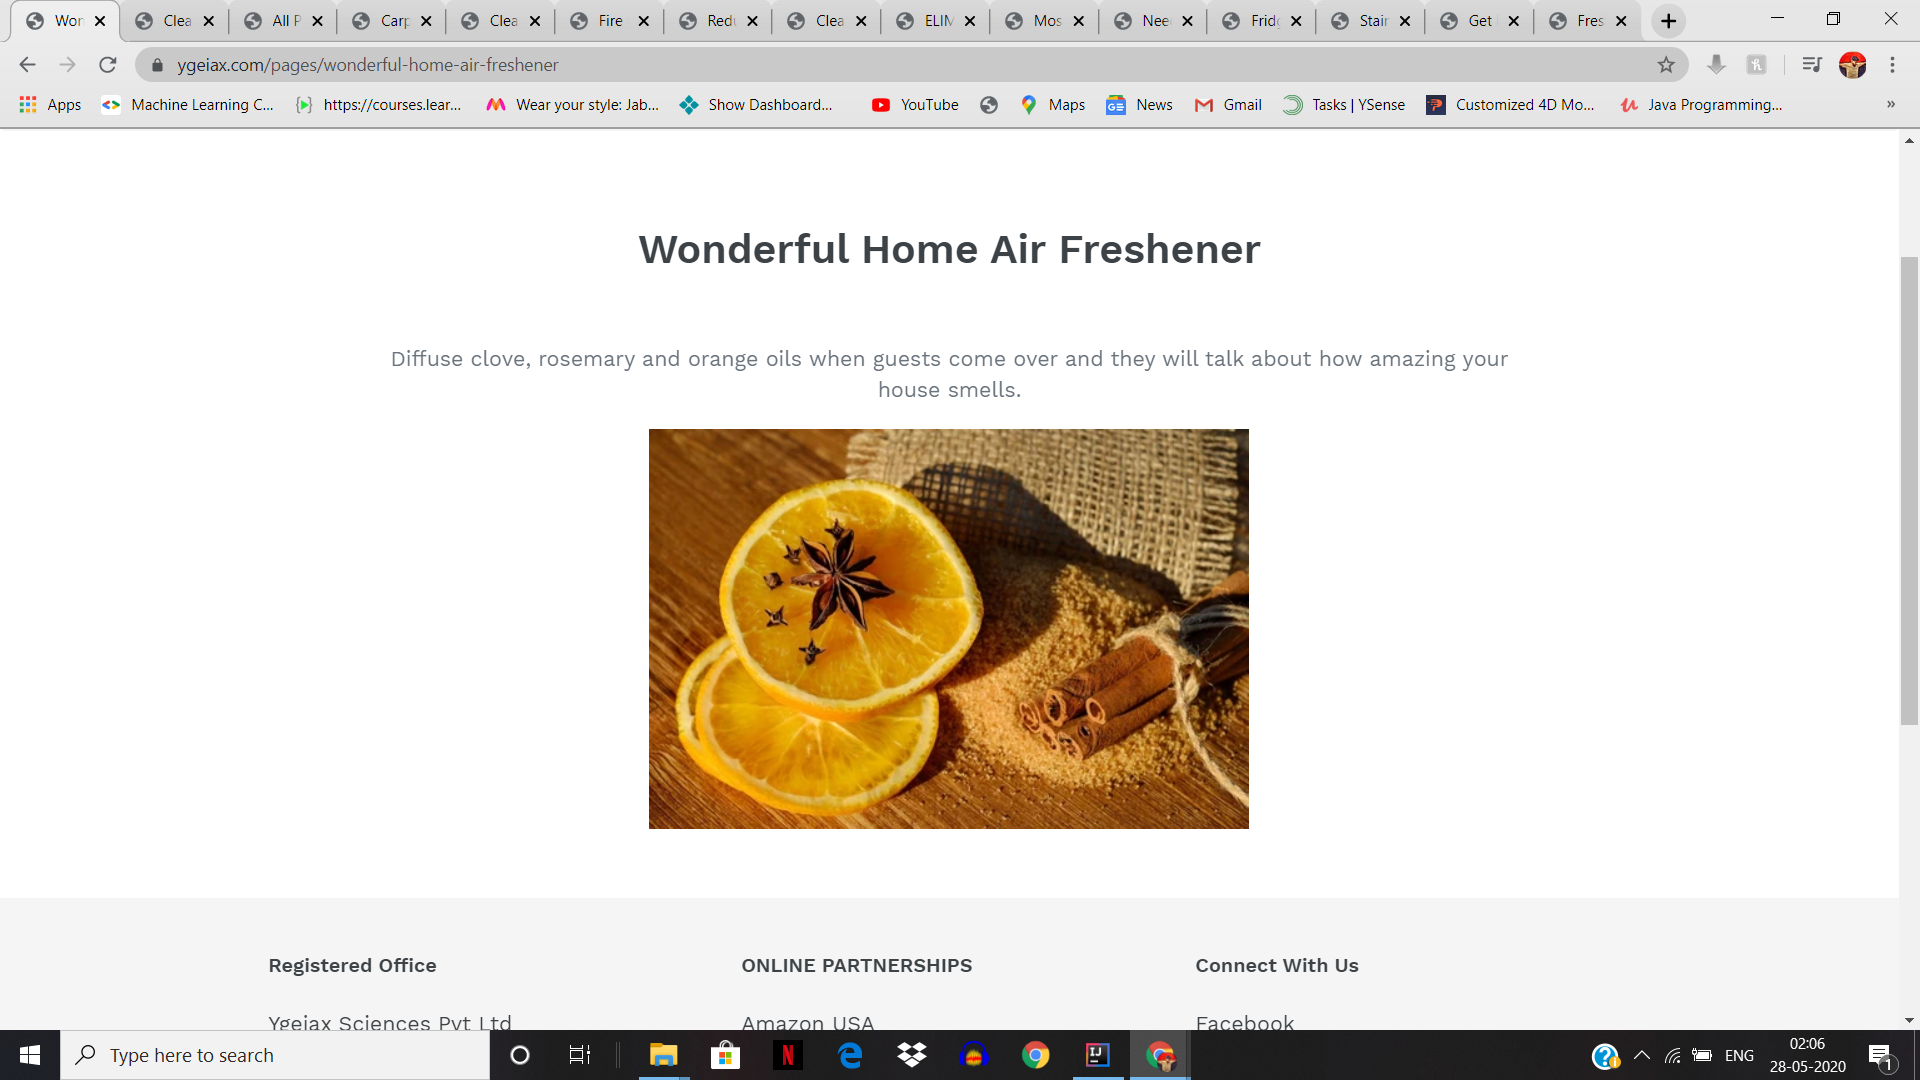 Won
Clea
All P
Carp
Clea
Fire
Redu
Clea
ELIM
Mos
Nee
Fridg
Stain
Get
Fres
ygeiax.com/pages/wonderful-home-air-freshener
Apps
Machine Learning C...
https://courses.lear...
Wear your style: Jab...
Show Dashboard...
YouTube
Maps
News
Gmail
Tasks | YSense
Customized 4D Mo...
Java Programming...
»
Wonderful Home Air Freshener
Diffuse clove, rosemary and orange oils when guests come over and they will talk about how amazing your
house smells.
Registered Office
ONLINE PARTNERSHIPS
Connect With Us
Ygeiax Sciences Pvt Ltd
Amazon USA
Facebook
Type here to search
ENG
02:06
28-05-2020
1